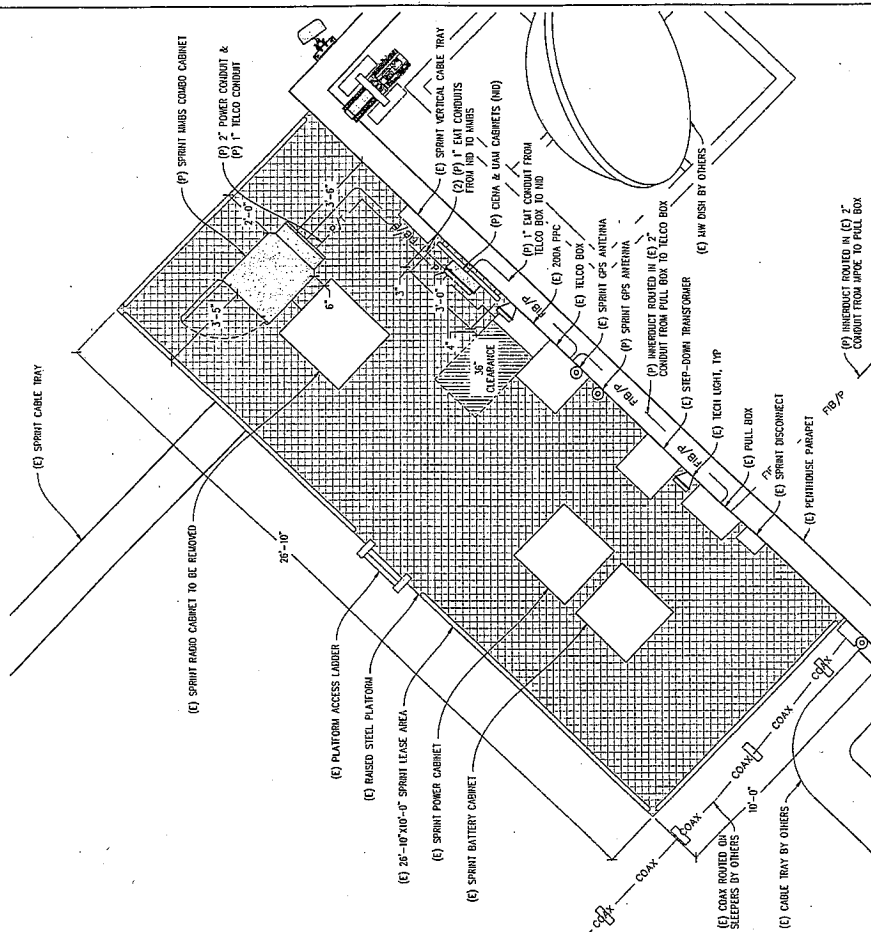 (E) SPRINT CABLE TRAY
(E) SPRINT RADIO CABINET TO BE REMOVED
26'-10"
(E) PLATFORM ACCESS LADDER
(E) RAISED STEEL PLATFORM
(E) 26'-10"X10'-0" SPRINT LEASE AREA
(E) SPRINT POWER CABINET
(E) SPRINT BATTERY CABINET
COAX
COAX
COAX
COAX
COAX
10'-0"
(E) COAX ROUTED ON
SLEEPERS BY OTHERS
(E) CABLE TRAY BY OTHERS
(P) SPRINT MMBS COMBO CABINET
(P) 2" POWER CONDUIT &
(P) 1" TELCO CONDUIT
2'-0"
3'-6"
3'-5"
6"
3"
3'-0"
4"
36"
CLEARANCE
(E) SPRINT VERTICAL CABLE TRAY
(2) (P) 1" EMT CONDUITS
FROM NID TO MMBS
(P) CIENA & UAM CABINETS (NID)
(P) 1" EMT CONDUIT FROM
TELCO BOX TO NID
(E) 200A PPC
(E) TELCO BOX
(E) SPRINT GPS ANTENNA
(P) SPRINT GPS ANTENNA
(P) INNERDUCT ROUTED IN (E) 2"
CONDUIT FROM PULL BOX TO TELCO BOX
(E) STEP-DOWN TRANSFORMER
(E) TECH LIGHT, TYP
(E) PULL BOX
(E) SPRINT DISCONNECT
(E) PENTHOUSE PARAPET
FIB/P
FIB/P
FIB/P
FIB/P
FIB/P
(E) MW DISH BY OTHERS
(P) INNERDUCT ROUTED IN (E) 2"
CONDUIT FROM MPOE TO PULL BOX